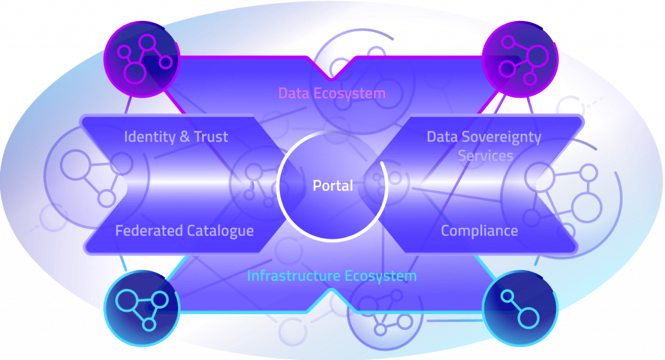 Data Ecosystem
Identity & Trust
Data Sovereignty
Services
Portal
Federated Catalogue
Compliance
Infrastructure Ecosystem